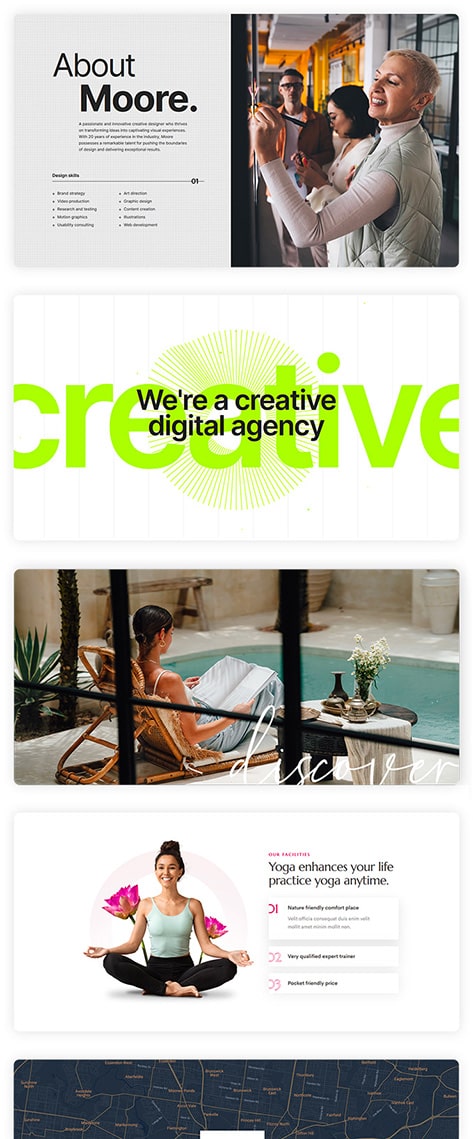 About
Moore.
A passionate and innovative creative designer who thrives
on transforming ideas into captivating visual experiences.
With 20 years of experience in the industry, Moore
possesses a remarkable talent for pushing the boundaries
of design and delivering exceptional results.
Design skills
01
Brand strategy
Art direction
Video production
Graphic design
Research and testing
Content creation
Motion graphics
Illustrations
Usability consulting
Web development
creative
We're a creative
digital agency
discover
OUR FACILITIES
Yoga enhances your life
practice yoga anytime.
01 Nature friendly comfort place
Velit officia consequat duis enim velit
mollit amet minim mollit non.
02 Very qualified expert trainer
03 Pocket friendly price